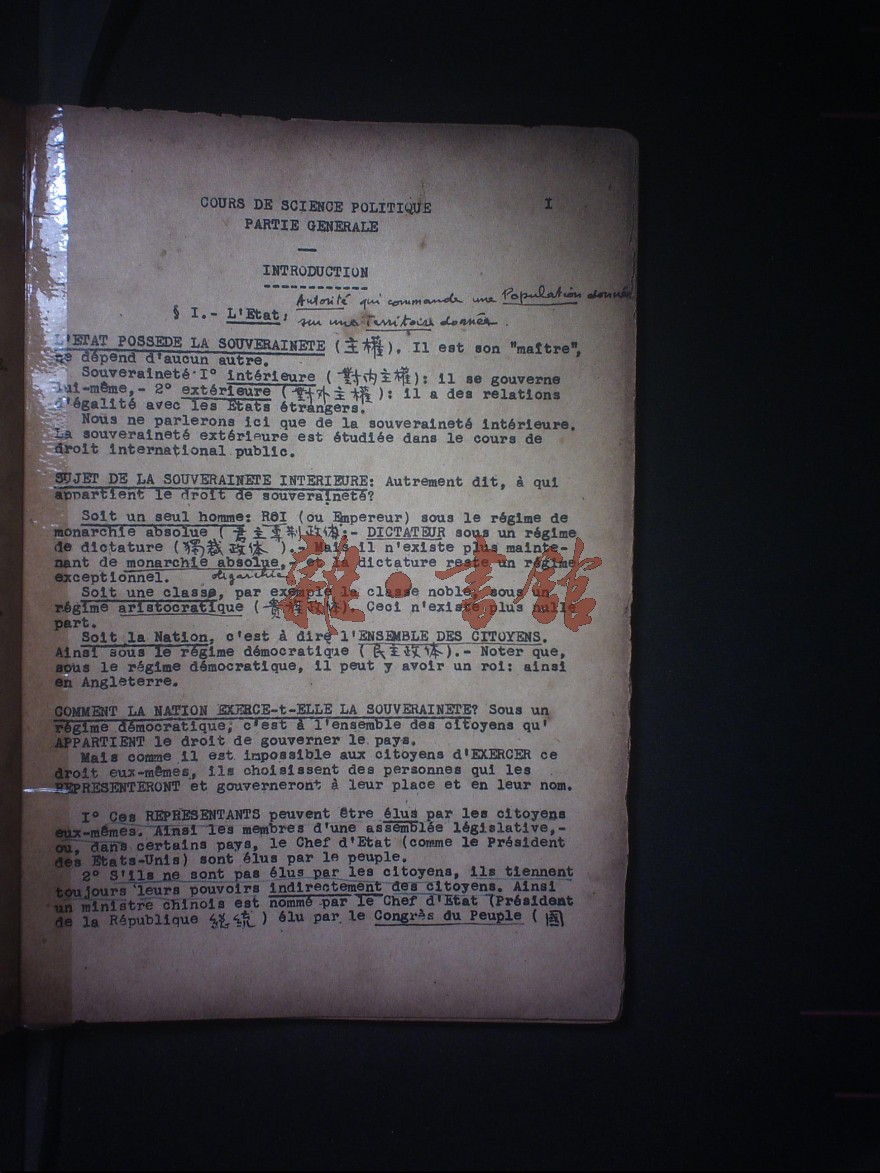 COURS DE SCIENCE POLITIQUE I
PARTIE GENERALE
INTRODUCTION
Autorité qui commande une Population donnée
§ I.- L'Etat; sur une Territoire donnée.
L'ETAT POSSEDE LA SOUVERAINETE (主權). Il est son "maître",
ne dépend d'aucun autre.
Souveraineté I° intérieure (對內主權): il se gouverne
lui-même,- 2° extérieure (對外主權): il a des relations
d'égalité avec les Etats étrangers.
Nous ne parlerons ici que de la souveraineté intérieure.
La souveraineté extérieure est étudiée dans le cours de
droit international public.
SUJET DE LA SOUVERAINETE INTERIEURE: Autrement dit, à qui
appartient le droit de souveraineté?
Soit un seul homme: ROI (ou Empereur) sous le régime de
monarchie absolue (君主專制政体:- DICTATEUR sous un régime
de dictature (獨裁政体).- Mais il n'existe plus mainte-
nant de monarchie absolue,- et la dictature reste un régime
exceptionnel. oligarchie
Soit une classe, par exemple la classe noble, sous un
régime aristocratique (貴族政体). Ceci n'existe plus nulle
part.
Soit la Nation, c'est à dire l'ENSEMBLE DES CITOYENS.
Ainsi sous le régime démocratique (民主政体).- Noter que,
sous le régime démocratique, il peut y avoir un roi: ainsi
en Angleterre.
COMMENT LA NATION EXERCE-t-ELLE LA SOUVERAINETE? Sous un
régime démocratique, c'est à l'ensemble des citoyens qu'
APPARTIENT le droit de gouverner le pays.
Mais comme il est impossible aux citoyens d'EXERCER ce
droit eux-mêmes, ils choisissent des personnes qui les
REPRESENTERONT et gouverneront à leur place et en leur nom.
I° Ces REPRESENTANTS peuvent être élus par les citoyens
eux-mêmes. Ainsi les membres d'une assemblée législative,-
ou, dans certains pays, le Chef d'Etat (comme le Président
des Etats-Unis) sont élus par le peuple.
2° S'ils ne sont pas élus par les citoyens, ils tiennent
toujours leurs pouvoirs indirectement des citoyens. Ainsi
un ministre chinois est nommé par le Chef d'Etat (Président
de la République 總統) élu par le Congrès du Peuple (國
雜·書館